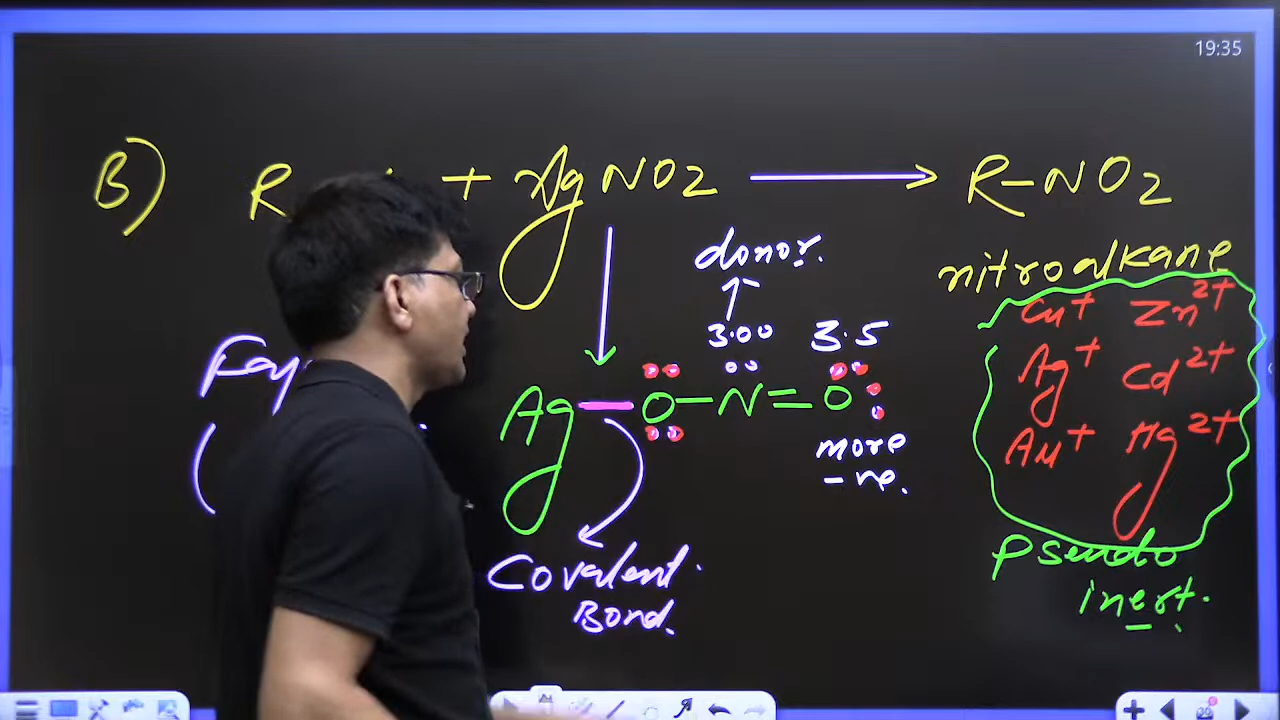 19:35
B) R + AgNO2 → R-NO2
nitroalkane
donor.
3.00 3.5
Ag-O-N=O
more
-ve.
Covalent
Bond.
Cu+ Zn2+
Ag+ Cd2+
Au+ Hg2+
Pseudo
inert.